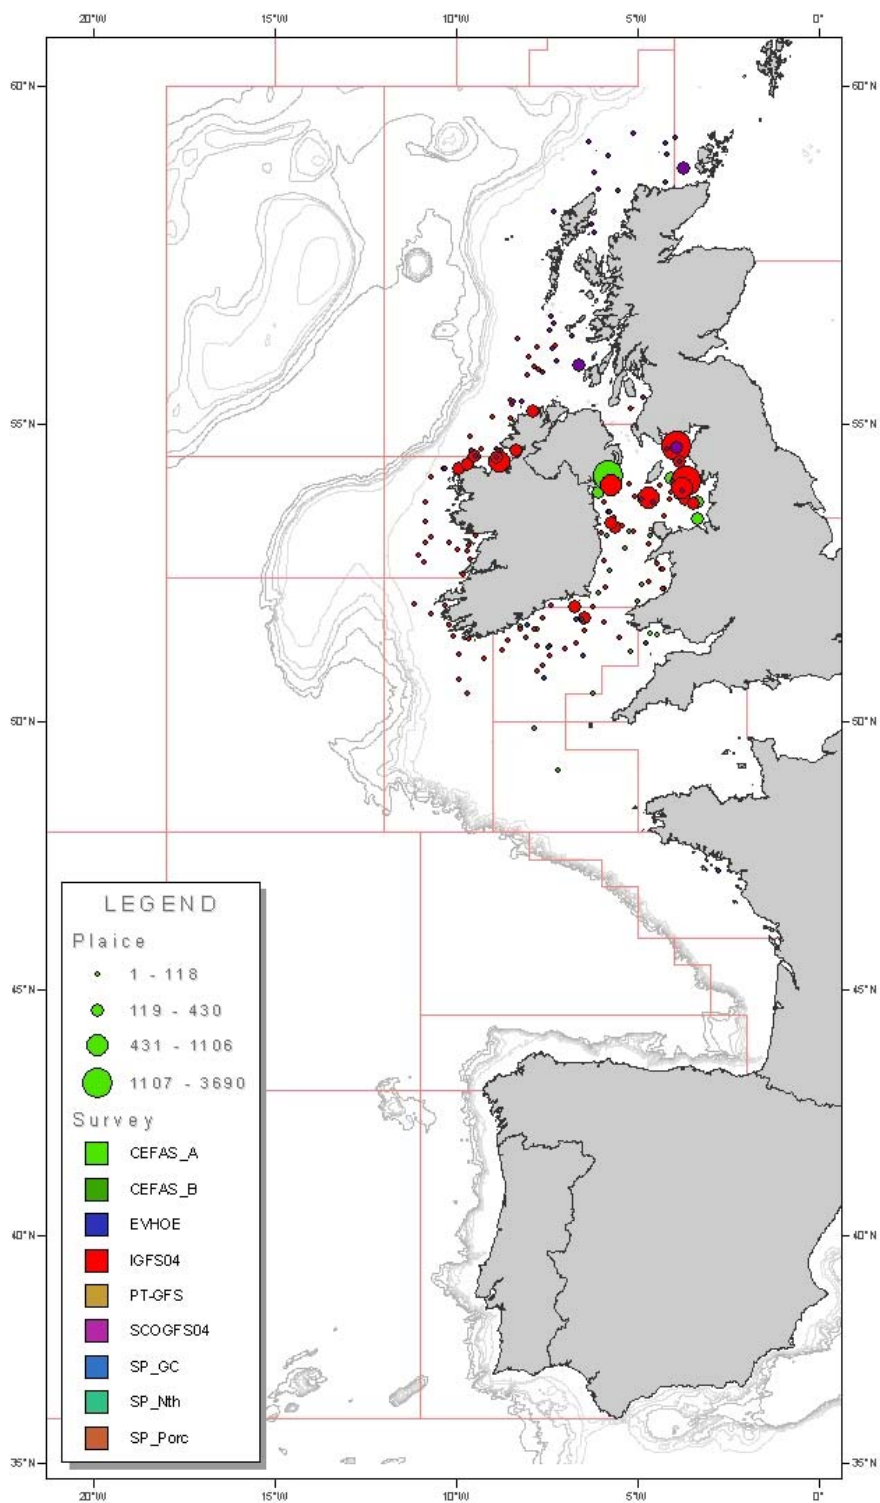 20°W 15°W 10°W 5°W 0°
60°N 60°N
55°N 55°N
50°N 50°N
LEGEND
Plaice
1 - 118
45°N 45°N
119 - 430
431 - 1106
1107 - 3690
Survey
CEFAS_A
CEFAS_B
EVHOE
40°N 40°N
IGFS04
PT-GFS
SCOGFS04
SP_GC
SP_Nth
SP_Porc
35°N 35°N
20°W 15°W 10°W 5°W 0°